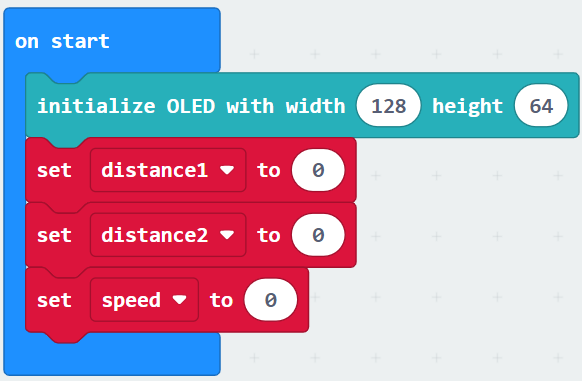 on start
initialize OLED with width 128 height 64
set distance1 to 0
set distance2 to 0
set speed to 0